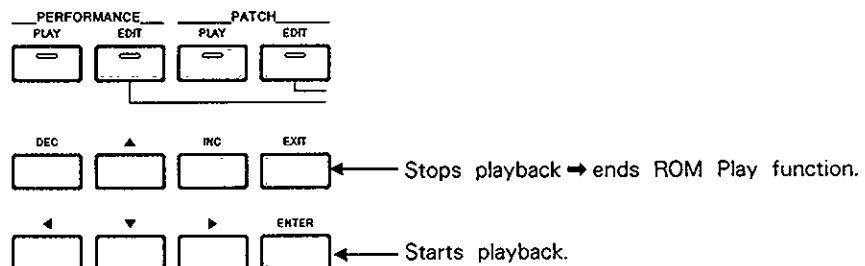 PERFORMANCE PATCH
PLAY EDIT PLAY EDIT
DEC ▲ INC EXIT
Stops playback ➡ ends ROM Play function.
◀ ▼ ▶ ENTER
Starts playback.